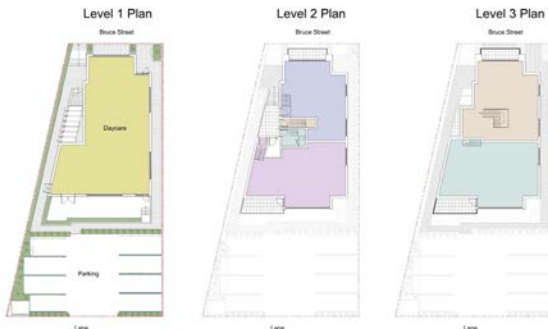 Level 1 Plan
Bruce Street
Daycare
Parking
Lane
Level 2 Plan
Bruce Street
Lane
Level 3 Plan
Bruce Street
Lane